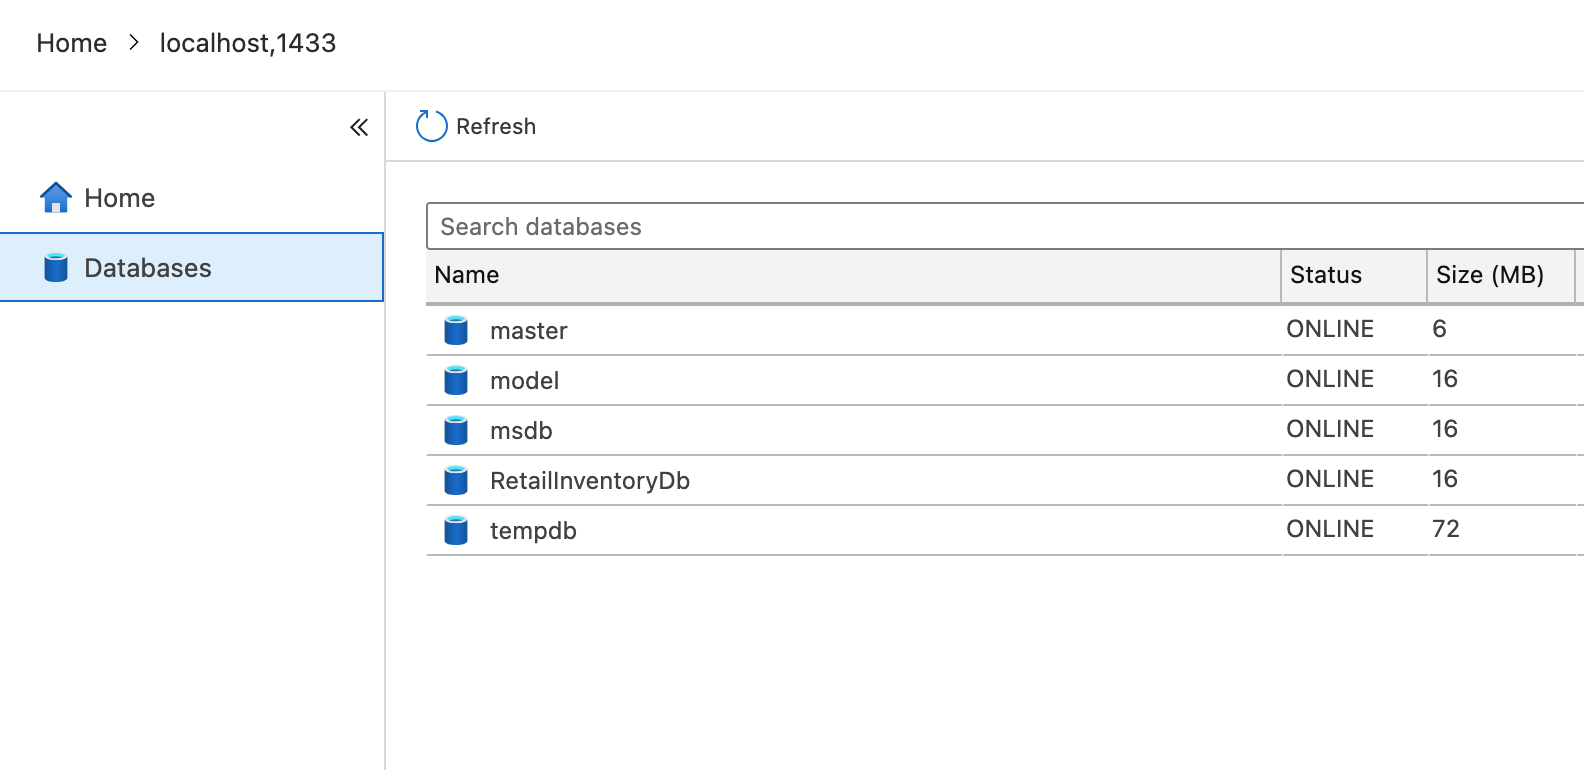 Home > localhost,1433
Refresh
Home
Databases
Search databases
Name Status Size (MB)
master ONLINE 6
model ONLINE 16
msdb ONLINE 16
RetailInventoryDb ONLINE 16
tempdb ONLINE 72